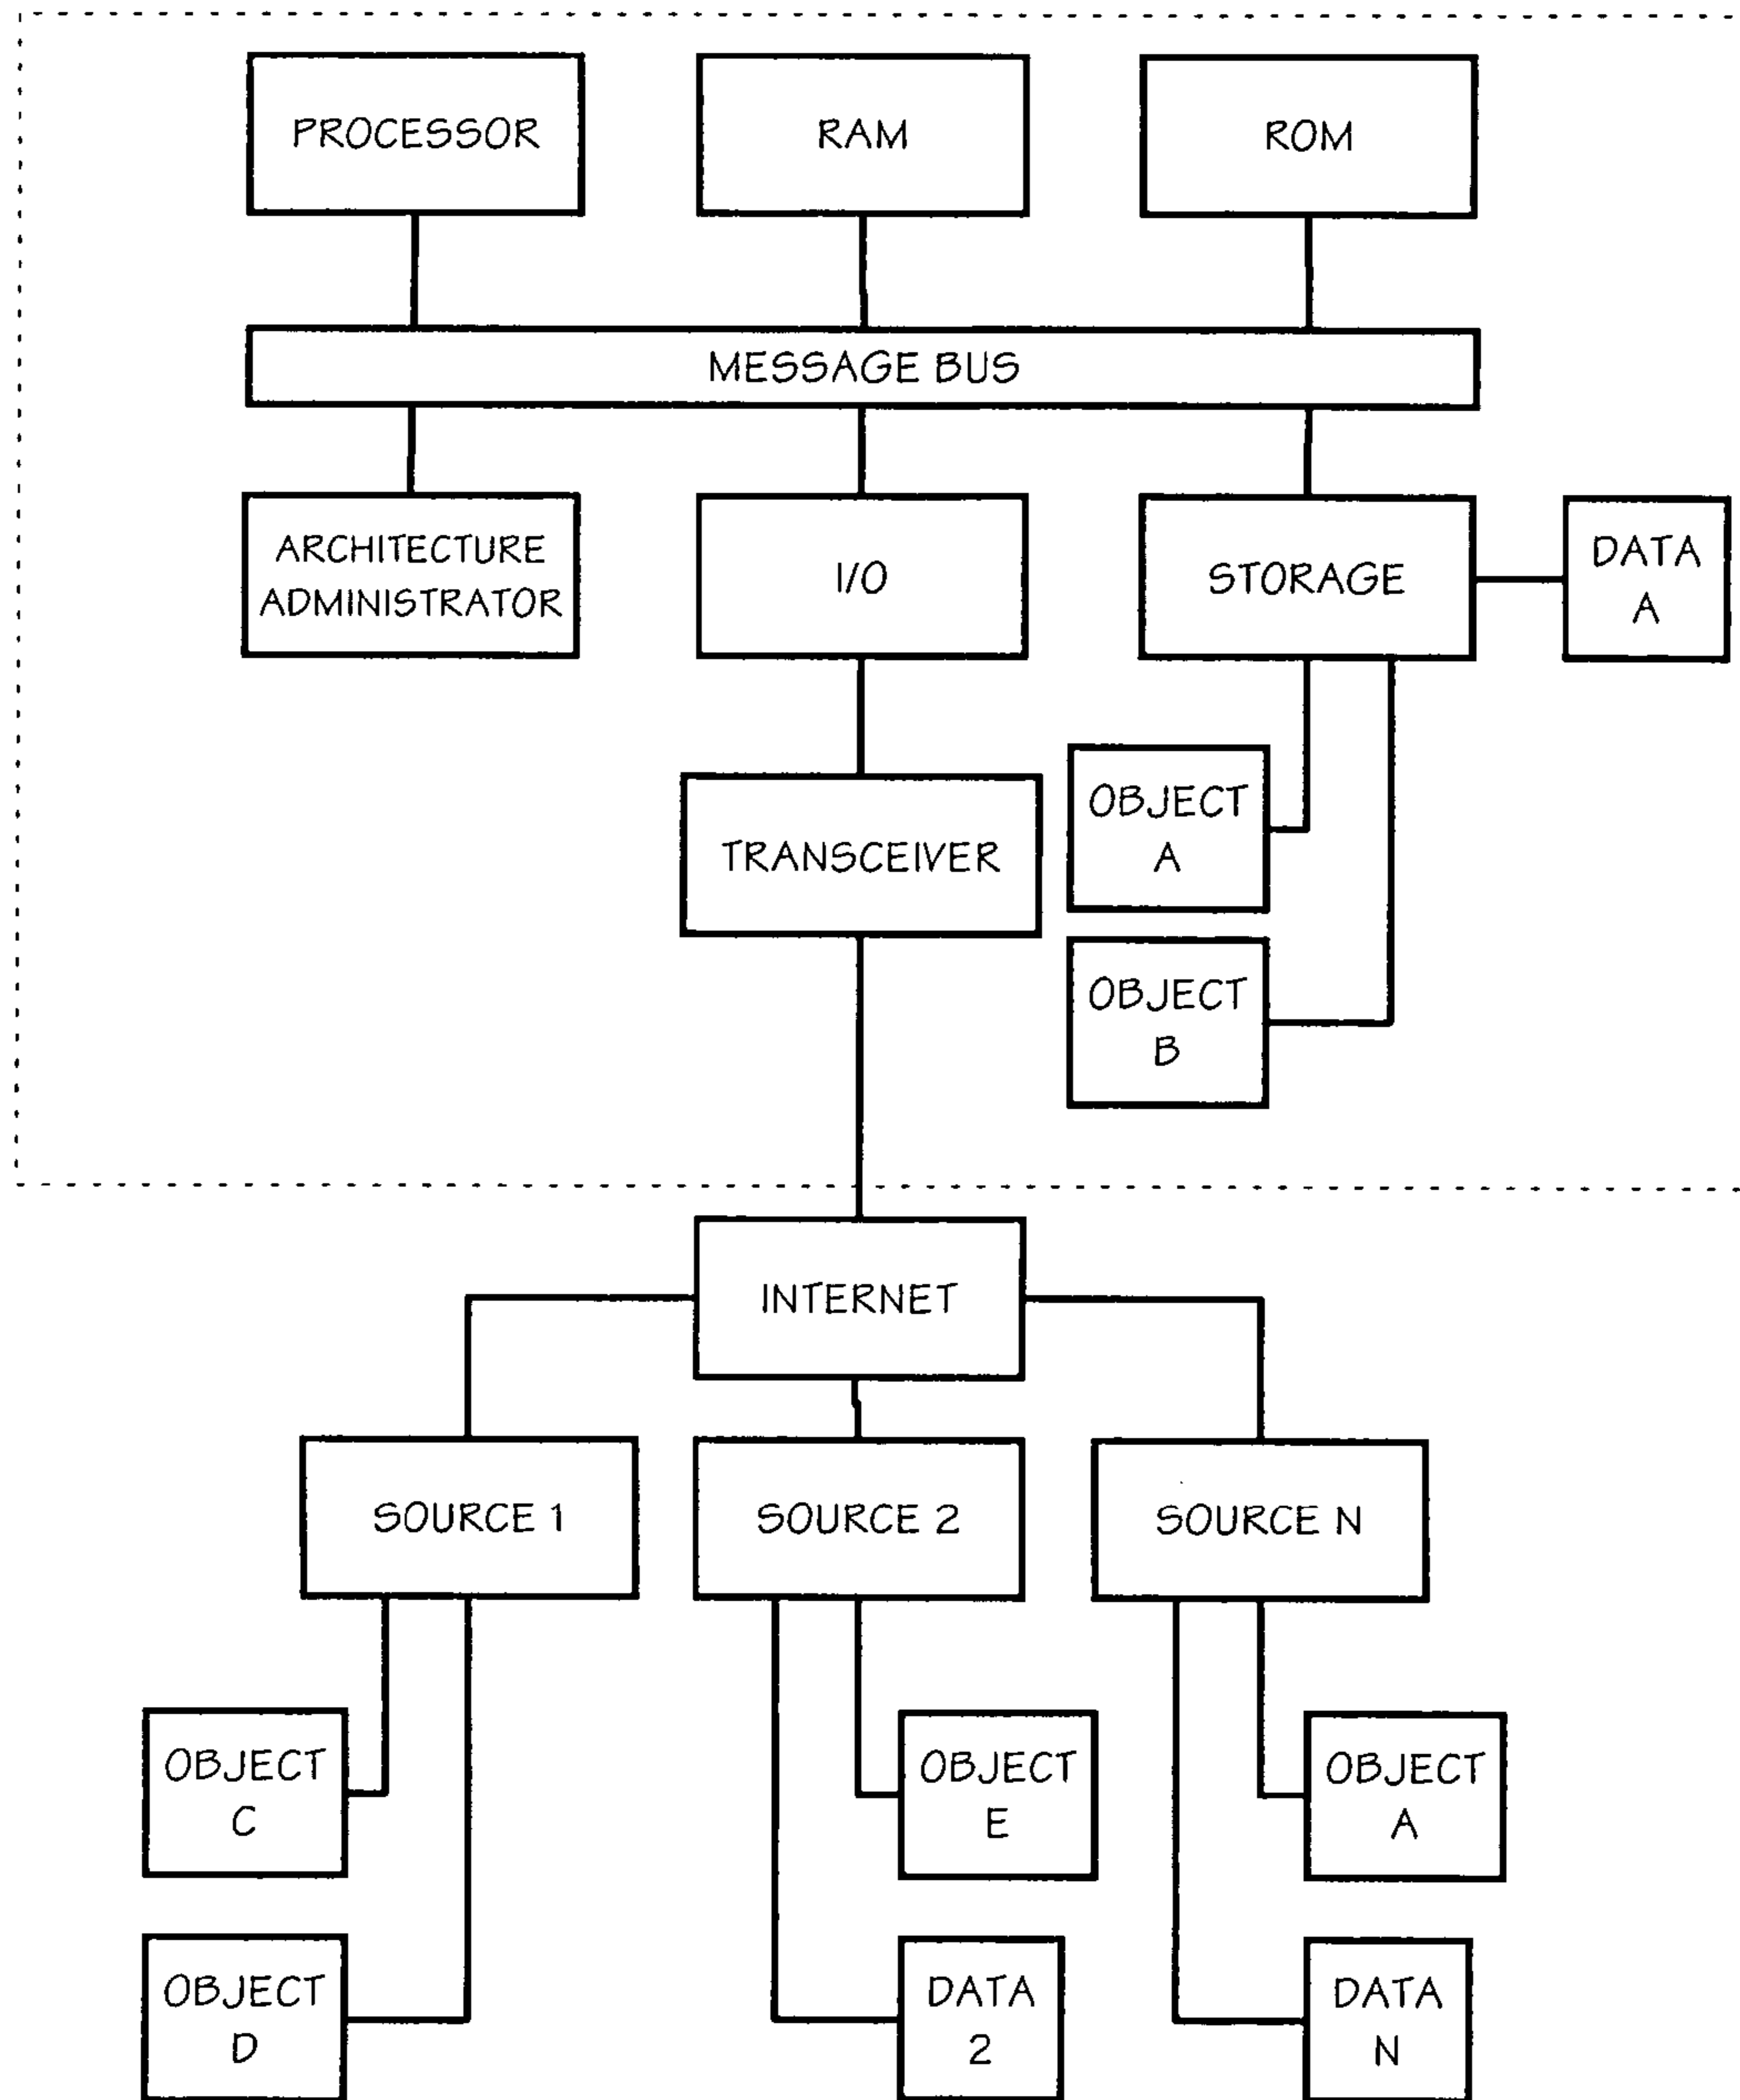 PROCESSOR
RAM
ROM
MESSAGE BUS
ARCHITECTURE
ADMINISTRATOR
I/O
STORAGE
DATA
A
OBJECT
A
TRANSCEIVER
OBJECT
B
INTERNET
SOURCE 1
SOURCE 2
SOURCE N
OBJECT
C
OBJECT
E
OBJECT
A
OBJECT
D
DATA
2
DATA
N